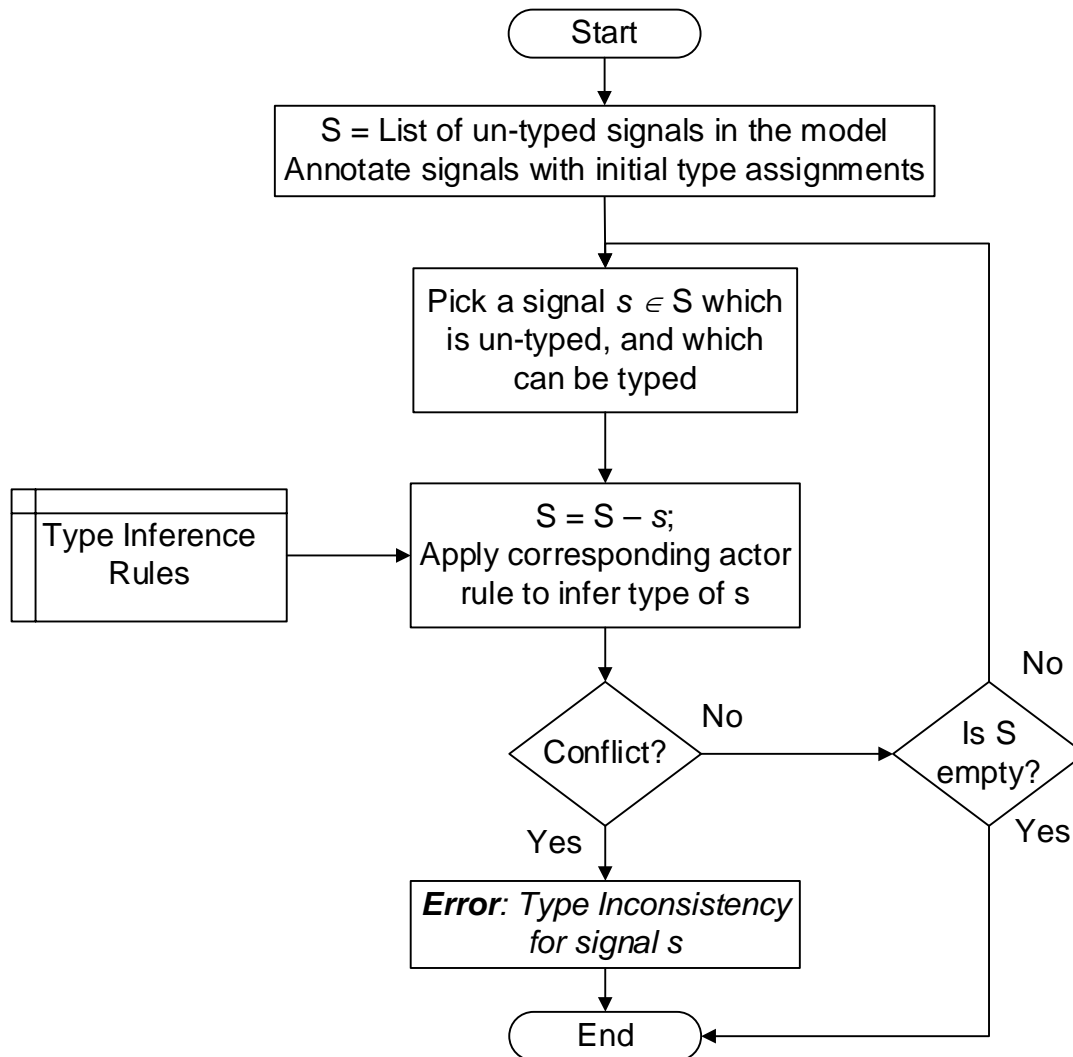 Start
S = List of un-typed signals in the model
Annotate signals with initial type assignments
Pick a signal s ∈ S which
is un-typed, and which
can be typed
Type Inference
Rules
S = S – s;
Apply corresponding actor
rule to infer type of s
Conflict?
No
Yes
Is S
empty?
No
Yes
Error: Type Inconsistency
for signal s
End